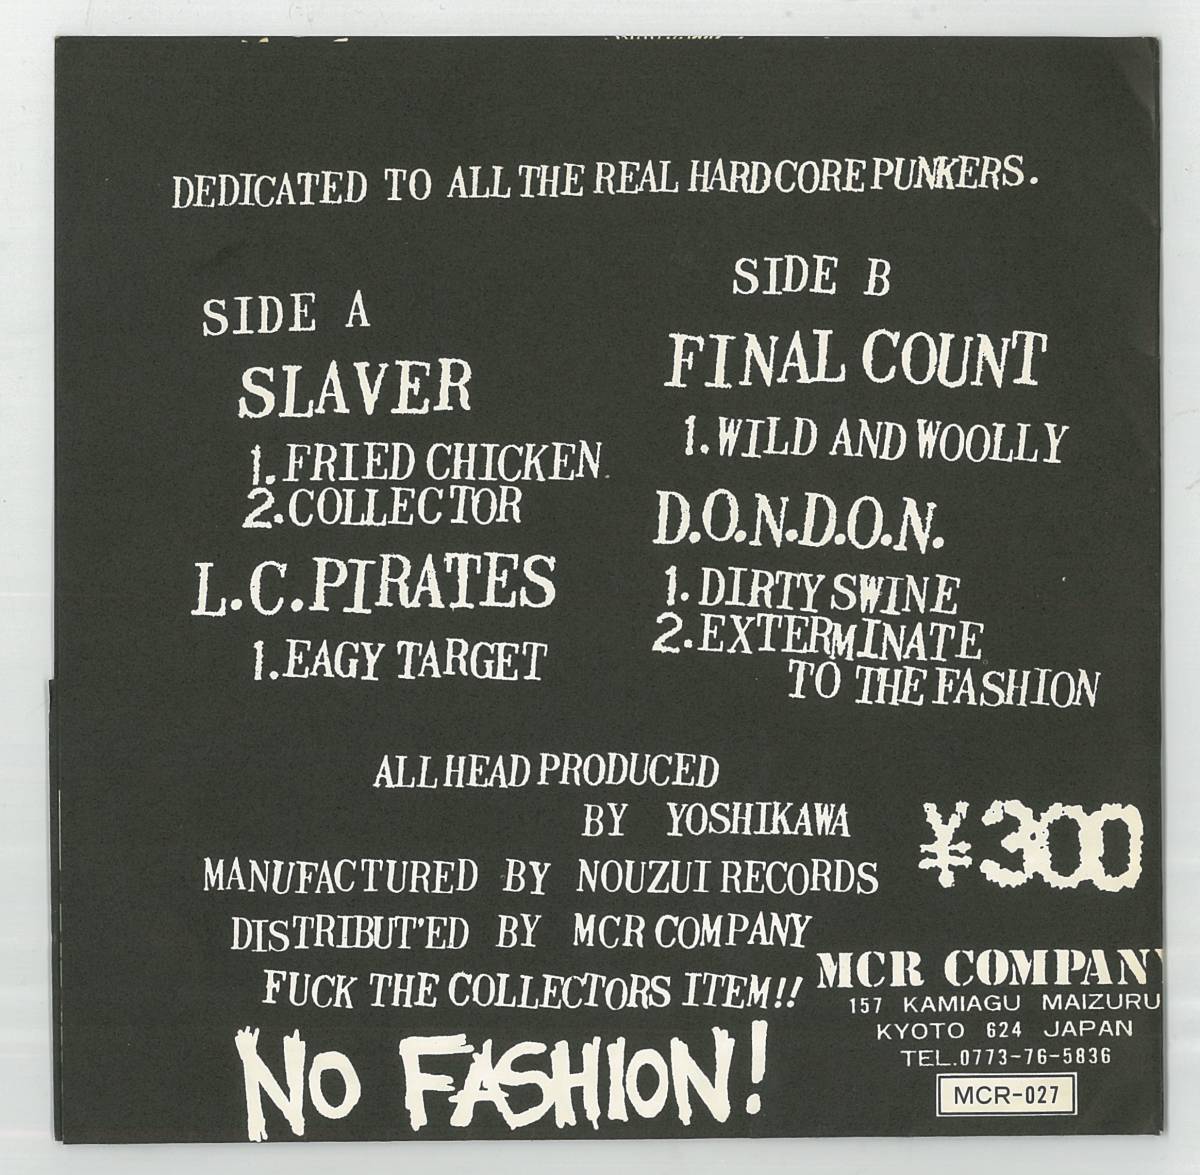 DEDICATED TO ALL THE REAL HARDCORE PUNKERS.
SIDE A
SLAVER
1. FRIED CHICKEN.
2. COLLECTOR
L.C.PIRATES
1. EAGY TARGET
SIDE B
FINAL COUNT
1. WILD AND WOOLLY
D.O.N.D.O.N.
1. DIRTY SWINE
2. EXTERMINATE
TO THE FASHION
ALL HEAD PRODUCED
BY YOSHIKAWA
MANUFACTURED BY NOUZUI RECORDS
DISTRIBUT'ED BY MCR COMPANY
FUCK THE COLLECTORS ITEM!!
NO FASHION!
¥300
MCR COMPANY
157 KAMIAGU MAIZURU
KYOTO 624 JAPAN
TEL.0773-76-5836
MCR-027